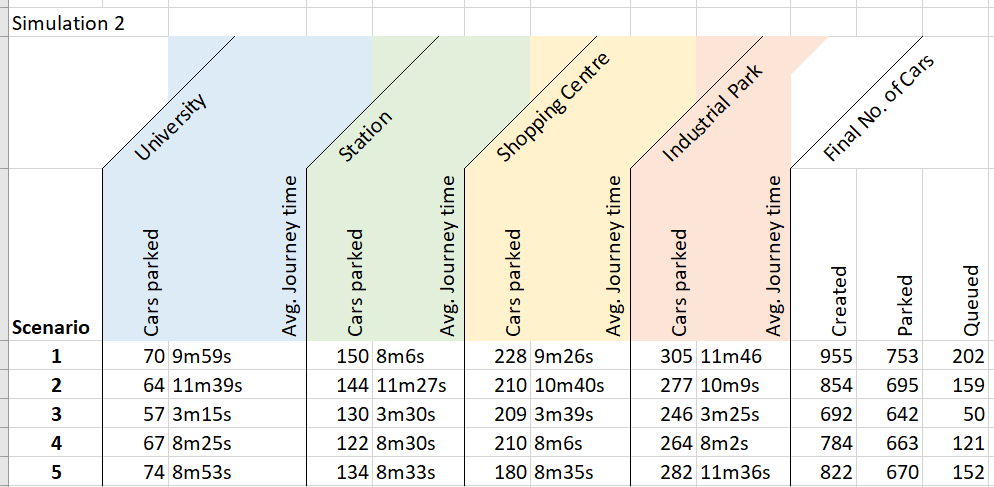 Simulation 2
University Station Shopping Centre Industrial Park Final No. of Cars
Scenario Cars parked Avg. Journey time Cars parked Avg. Journey time Cars parked Avg. Journey time Cars parked Avg. Journey time Created Parked Queued
1 70 9m59s 150 8m6s 228 9m26s 305 11m46 955 753 202
2 64 11m39s 144 11m27s 210 10m40s 277 10m9s 854 695 159
3 57 3m15s 130 3m30s 209 3m39s 246 3m25s 692 642 50
4 67 8m25s 122 8m30s 210 8m6s 264 8m2s 784 663 121
5 74 8m53s 134 8m33s 180 8m35s 282 11m36s 822 670 152